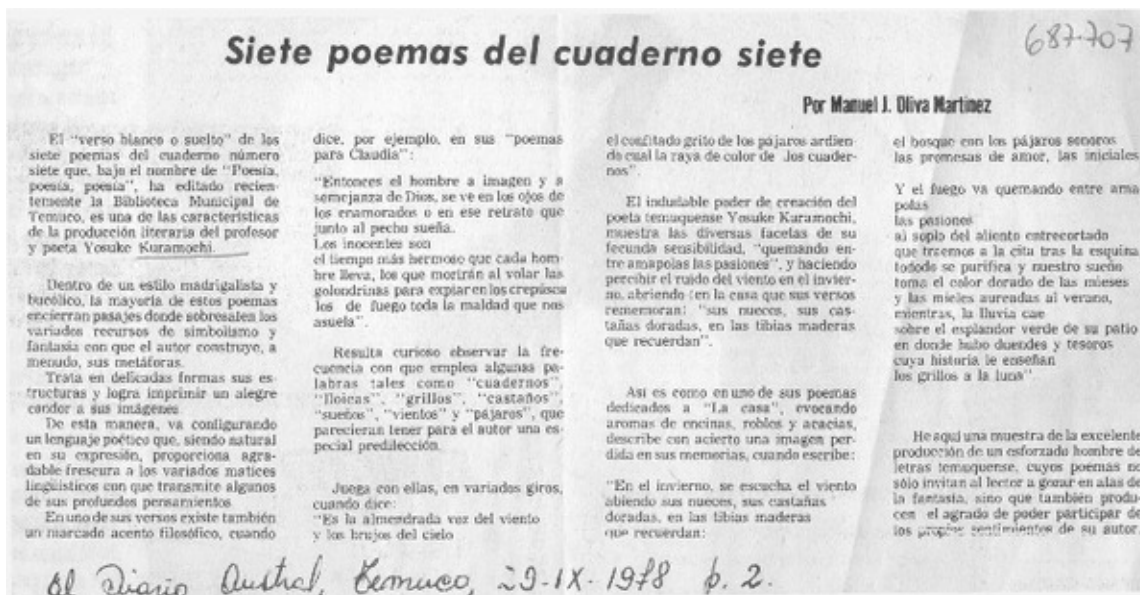 Siete poemas del cuaderno siete
687-707
Por Manuel J. Oliva Martinez
El "verso blanco o suelto" de los
siete poemas del cuaderno número
siete que, bajo el nombre de "Poesía,
poesía, poesía", ha editado recien-
temente la Biblioteca Municipal de
Temuco, es una de las características
de la producción literaria del profesor
y poeta Yosuke Kuramochi.
Dentro de un estilo madrigalista y
bucólico, la mayoría de estos poemas
encierran pasajes donde sobresalen los
variados recursos de simbolismo y
fantasía con que el autor construye, a
menudo, sus metáforas.
Trata en delicadas formas sus es-
tructuras y logra imprimir un alegre
candor a sus imágenes
De esta manera, va configurando
un lenguaje poético que, siendo natural
en su expresión, proporciona agra-
dable frescura a los variados matices
lingüísticos con que transmite algunos
de sus profundos pensamientos
En uno de sus versos existe también
un marcado acento filosófico, cuando
dice, por ejemplo, en sus "poemas
para Claudia":
"Entonces el hombre a imagen y a
semejanza de Dios, se ve en los ojos de
los enamorados o en ese retrato que
junto al pecho sueña.
Los inocentes son
el tiempo más hermoso que cada hom-
bre lleva, los que morirán al volar las
golondrinas para expiar en los crepúscu
los de fuego toda la maldad que nos
asuela".
Resulta curioso observar la fre-
cuencia con que emplea algunas pa-
labras tales como "cuadernos",
"lloicas", "grillos", "castaños",
"sueños", "vientos" y "pájaros", que
parecieran tener para el autor una es-
pecial predilección.
Juega con ellas, en variados giros,
cuando dice:
"Es la almendrada voz del viento
y los brujos del cielo
el confitado grito de los pájaros ardien-
do cual la raya de color de los cuader-
nos".
El indudable poder de creación del
poeta temuquense Yosuke Kuramochi,
muestra las diversas facetas de su
fecunda sensibilidad, "quemando en-
tre amapolas las pasiones", y haciendo
percibir el ruido del viento en el invier-
no, abriendo (en la casa que sus versos
rememoran: "sus nueces, sus cas-
tañas doradas, en las tibias maderas
que recuerdan".
Así es como en uno de sus poemas
dedicados a "La casa", evocando
aromas de encinas, robles y acacias,
describe con acierto una imagen per-
dida en sus memorias, cuando escribe:
"En el invierno, se escucha el viento
abiendo sus nueces, sus castañas
doradas, en las tibias maderas
que recuerdan:
el bosque con los pájaros sonoros
las promesas de amor, las iniciales
Y el fuego va quemando entre ama
polas
las pasiones
al soplo del aliento entrecortado
que traemos a la cita tras la esquina
todode se purifica y nuestro sueño
toma el color dorado de las mieses
y las mieles aureadas al verano,
mientras, la lluvia cae
sobre el esplandor verde de su patio
en donde hubo duendes y tesoros
cuya historia le enseñan
los grillos a la luna"
He aquí una muestra de la excelente
producción de un esforzado hombre de
letras temuquense, cuyos poemas no
sólo invitan al lector a gozar en alas de
la fantasía, sino que también produ-
cen el agrado de poder participar de
los propios sentimientos de su autor.
El Diario Austral, Temuco, 29-IX-1978 p. 2.